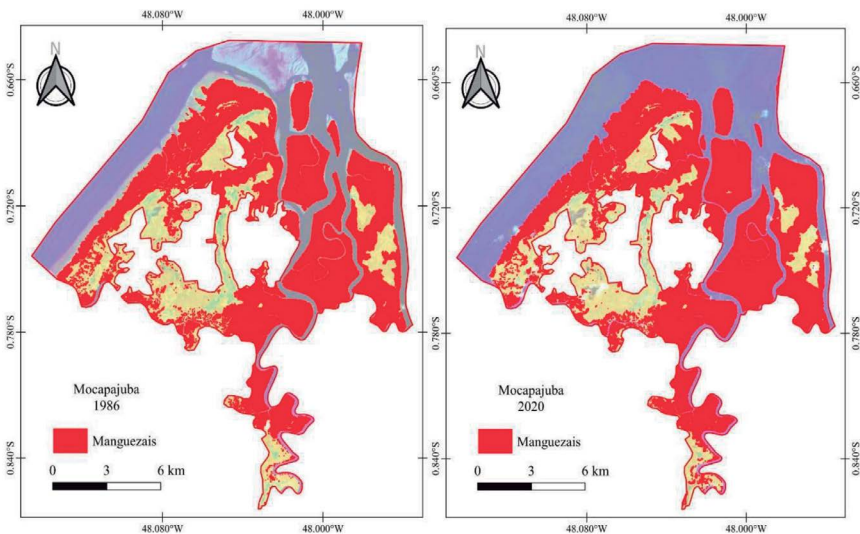 48.080°W 48.000°W 48.080°W 48.000°W
N N
0.660°S 0.660°S
0.720°S 0.720°S
0.780°S 0.780°S
0.840°S 0.840°S
Mocapajuba
1986
Manguezais
0 3 6 km
Mocapajuba
2020
Manguezais
0 3 6 km
48.080°W 48.000°W 48.080°W 48.000°W